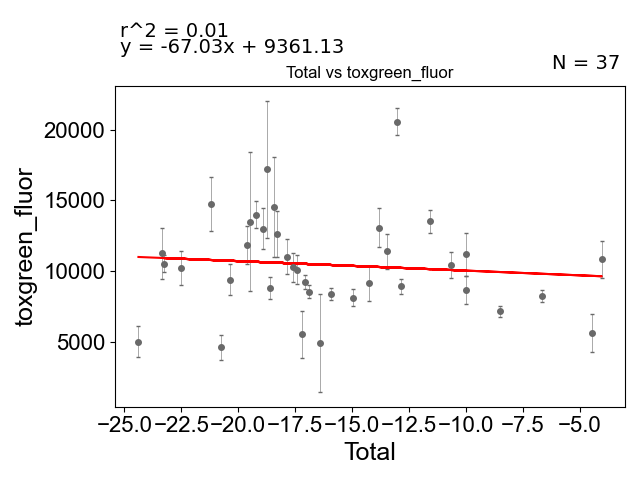 r^2 = 0.01
y = -67.03x + 9361.13
N = 37
Total vs toxgreen_fluor
20000
15000
10000
5000
toxgreen_fluor
−25.0 −22.5 −20.0 −17.5 −15.0 −12.5 −10.0 −7.5 −5.0
Total